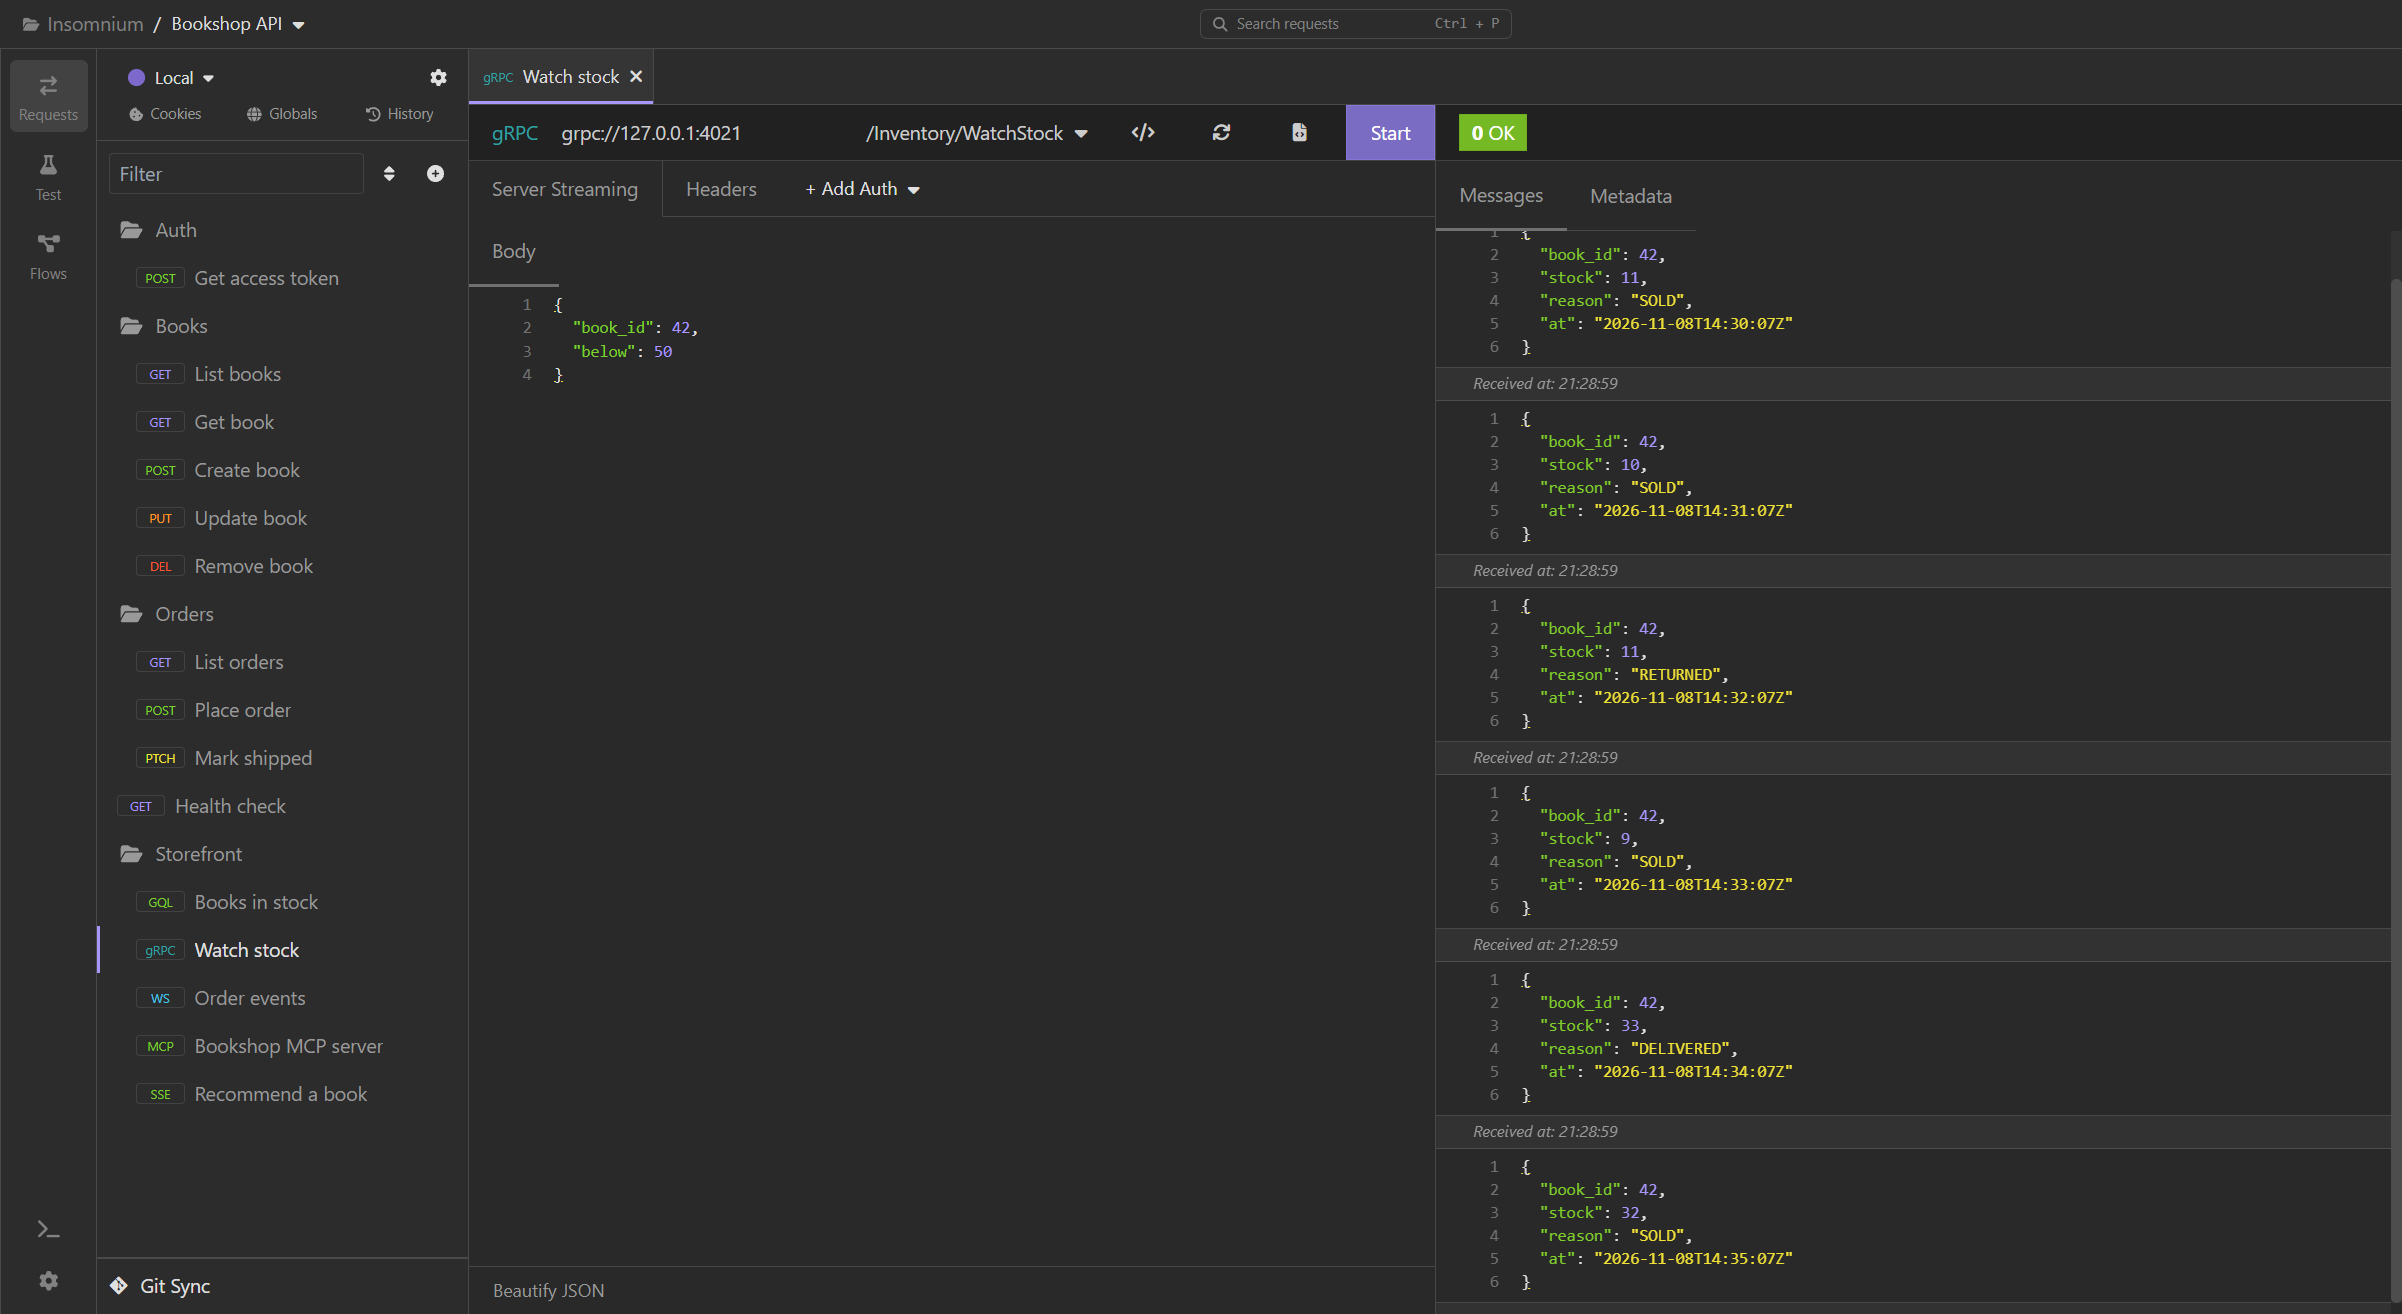 Insomnium / Bookshop API
Search requests Ctrl + P
Requests
Test
Flows
Local
Cookies Globals History
Filter
Auth
POST Get access token
Books
GET List books
GET Get book
POST Create book
PUT Update book
DEL Remove book
Orders
GET List orders
POST Place order
PTCH Mark shipped
GET Health check
Storefront
GQL Books in stock
gRPC Watch stock
WS Order events
MCP Bookshop MCP server
SSE Recommend a book
Git Sync
gRPC Watch stock
gRPC grpc://127.0.0.1:4021 /Inventory/WatchStock Start
Server Streaming Headers + Add Auth
Body
1 {
2 "book_id": 42,
3 "below": 50
4 }
Beautify JSON
0 OK
Messages Metadata
1 {
2 "book_id": 42,
3 "stock": 11,
4 "reason": "SOLD",
5 "at": "2026-11-08T14:30:07Z"
6 }
Received at: 21:28:59
1 {
2 "book_id": 42,
3 "stock": 10,
4 "reason": "SOLD",
5 "at": "2026-11-08T14:31:07Z"
6 }
Received at: 21:28:59
1 {
2 "book_id": 42,
3 "stock": 11,
4 "reason": "RETURNED",
5 "at": "2026-11-08T14:32:07Z"
6 }
Received at: 21:28:59
1 {
2 "book_id": 42,
3 "stock": 9,
4 "reason": "SOLD",
5 "at": "2026-11-08T14:33:07Z"
6 }
Received at: 21:28:59
1 {
2 "book_id": 42,
3 "stock": 33,
4 "reason": "DELIVERED",
5 "at": "2026-11-08T14:34:07Z"
6 }
Received at: 21:28:59
1 {
2 "book_id": 42,
3 "stock": 32,
4 "reason": "SOLD",
5 "at": "2026-11-08T14:35:07Z"
6 }